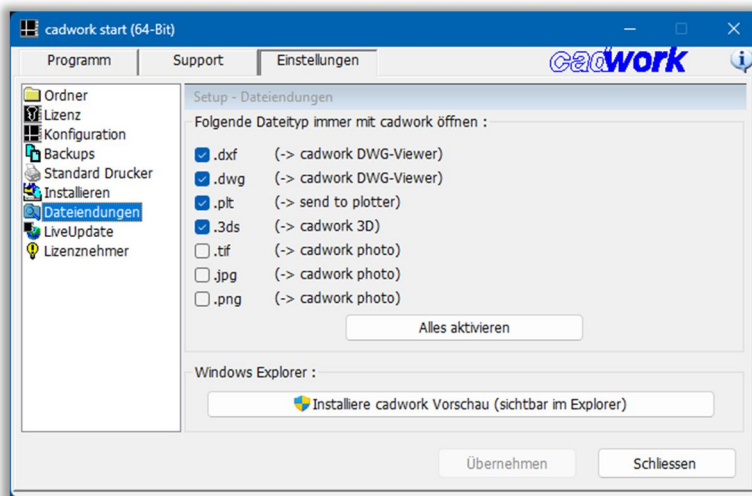 cadwork start (64-Bit)
Programm
Support
Einstellungen
cadwork
i
Ordner
Lizenz
Konfiguration
Backups
Standard Drucker
Installieren
Dateiendungen
LiveUpdate
Lizenznehmer
Setup - Dateiendungen
Folgende Dateityp immer mit cadwork öffnen :
.dxf (-> cadwork DWG-Viewer)
.dwg (-> cadwork DWG-Viewer)
.plt (-> send to plotter)
.3ds (-> cadwork 3D)
.tif (-> cadwork photo)
.jpg (-> cadwork photo)
.png (-> cadwork photo)
Alles aktivieren
Windows Explorer :
Installiere cadwork Vorschau (sichtbar im Explorer)
Übernehmen
Schliessen